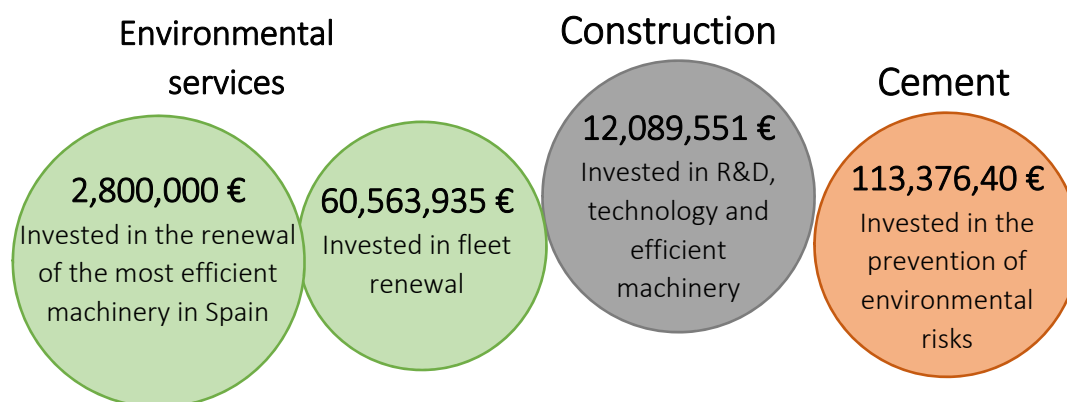 Environmental
services
2,800,000 €
Invested in the renewal
of the most efficient
machinery in Spain
60,563,935 €
Invested in fleet
renewal
Construction
12,089,551 €
Invested in R&D,
technology and
efficient
machinery
Cement
113,376,40 €
Invested in the
prevention of
environmental
risks